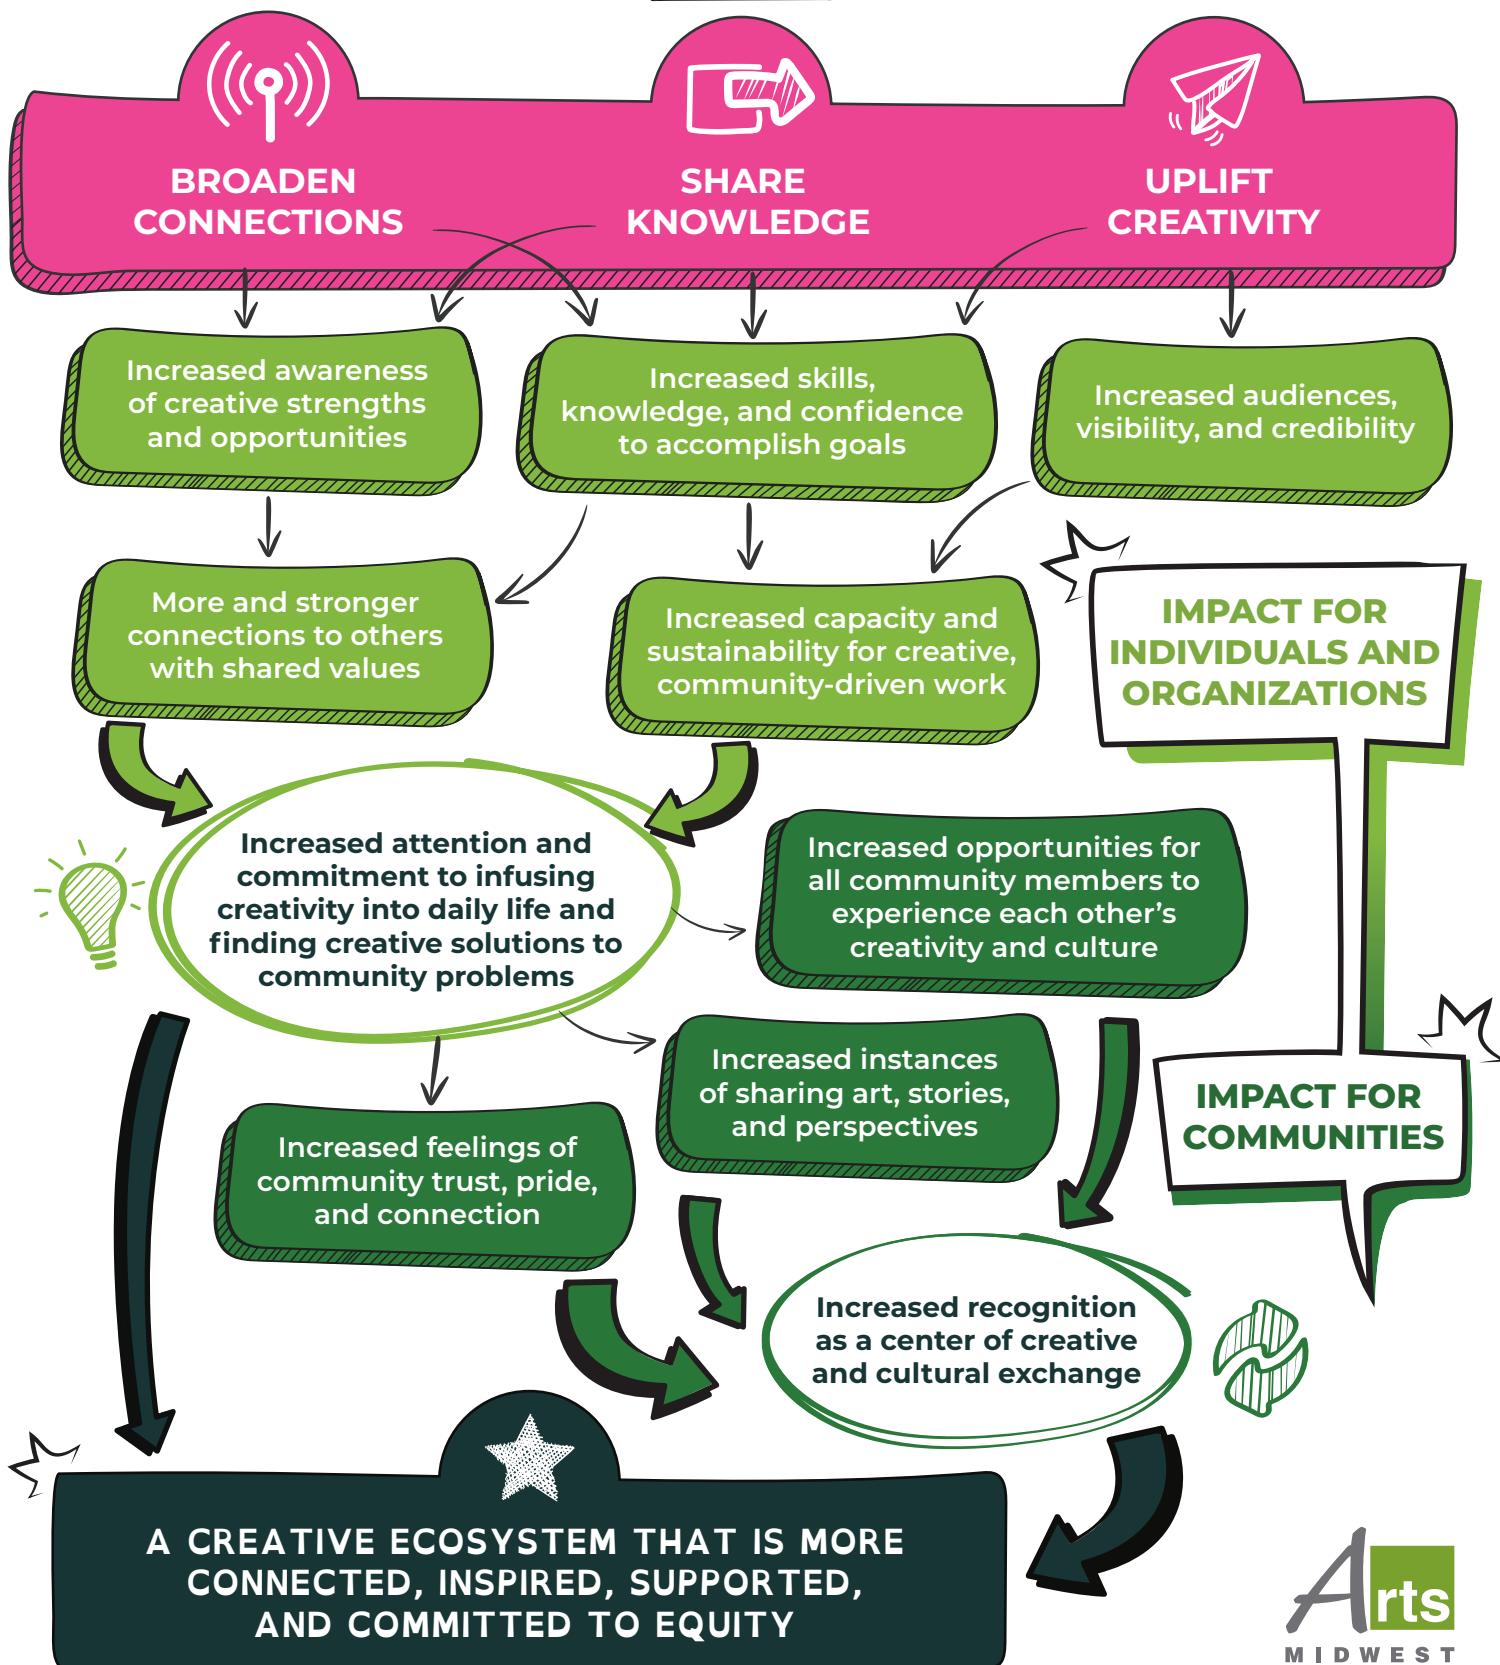 BROADEN
CONNECTIONS
SHARE
KNOWLEDGE
UPLIFT
CREATIVITY
Increased awareness
of creative strengths
and opportunities
Increased skills,
knowledge, and confidence
to accomplish goals
Increased audiences,
visibility, and credibility
More and stronger
connections to others
with shared values
Increased capacity and
sustainability for creative,
community-driven work
IMPACT FOR
INDIVIDUALS AND
ORGANIZATIONS
Increased attention and
commitment to infusing
creativity into daily life and
finding creative solutions to
community problems
Increased opportunities for
all community members to
experience each other's
creativity and culture
Increased instances
of sharing art, stories,
and perspectives
IMPACT FOR
COMMUNITIES
Increased feelings of
community trust, pride,
and connection
Increased recognition
as a center of creative
and cultural exchange
A CREATIVE ECOSYSTEM THAT IS MORE
CONNECTED, INSPIRED, SUPPORTED,
AND COMMITTED TO EQUITY
Arts
MIDWEST